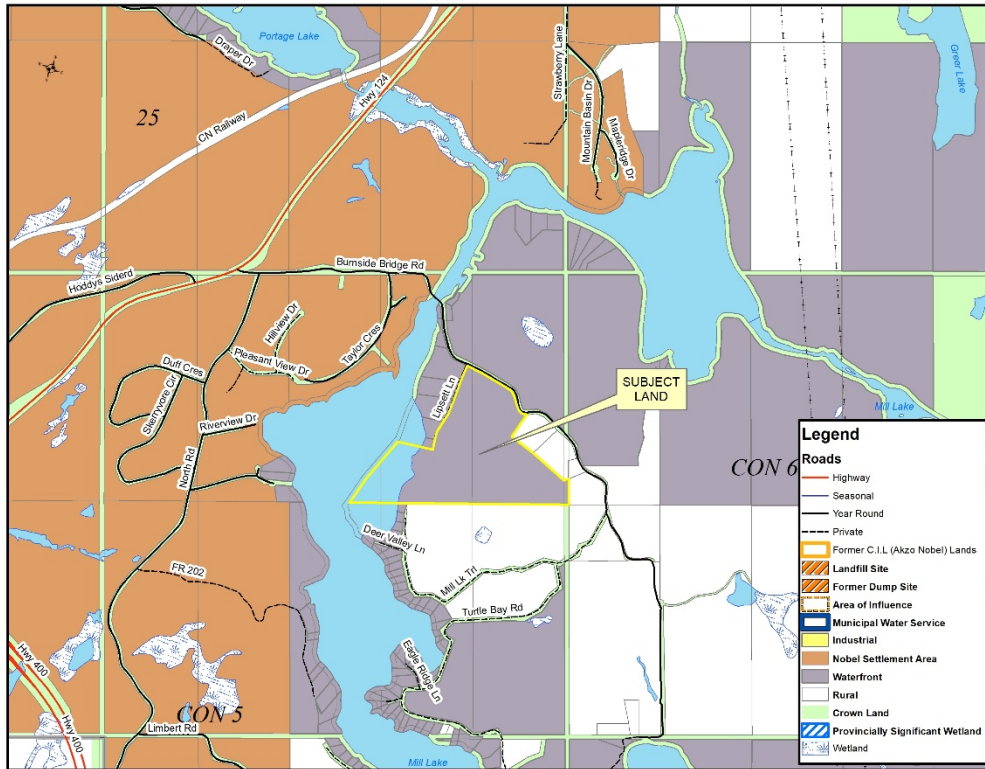 Portage Lake
Draper Dr
Hwy 124
CN Railway
25
Strawberry Lane
Mountain Basin Dr
Mapleridge Dr
Greer Lake
Hoddys Siderd
Burnside Bridge Rd
Hillview Dr
Taylor Cres
Pleasant View Dr
Duff Cres
Skerryvore Cir
Riverview Dr
North Rd
Lipsett Ln
SUBJECT
LAND
Mill Lake
CON 6
Deer Valley Ln
Mill Lk Trl
Turtle Bay Rd
FR 202
Eagle Ridge Ln
Hwy 400
Hwy 400
CON 5
Limbert Rd
Mill Lake
Legend
Roads
Highway
Seasonal
Year Round
Private
Former C.I.L (Akzo Nobel) Lands
Landfill Site
Former Dump Site
Area of Influence
Municipal Water Service
Industrial
Nobel Settlement Area
Waterfront
Rural
Crown Land
Provincially Significant Wetland
Wetland